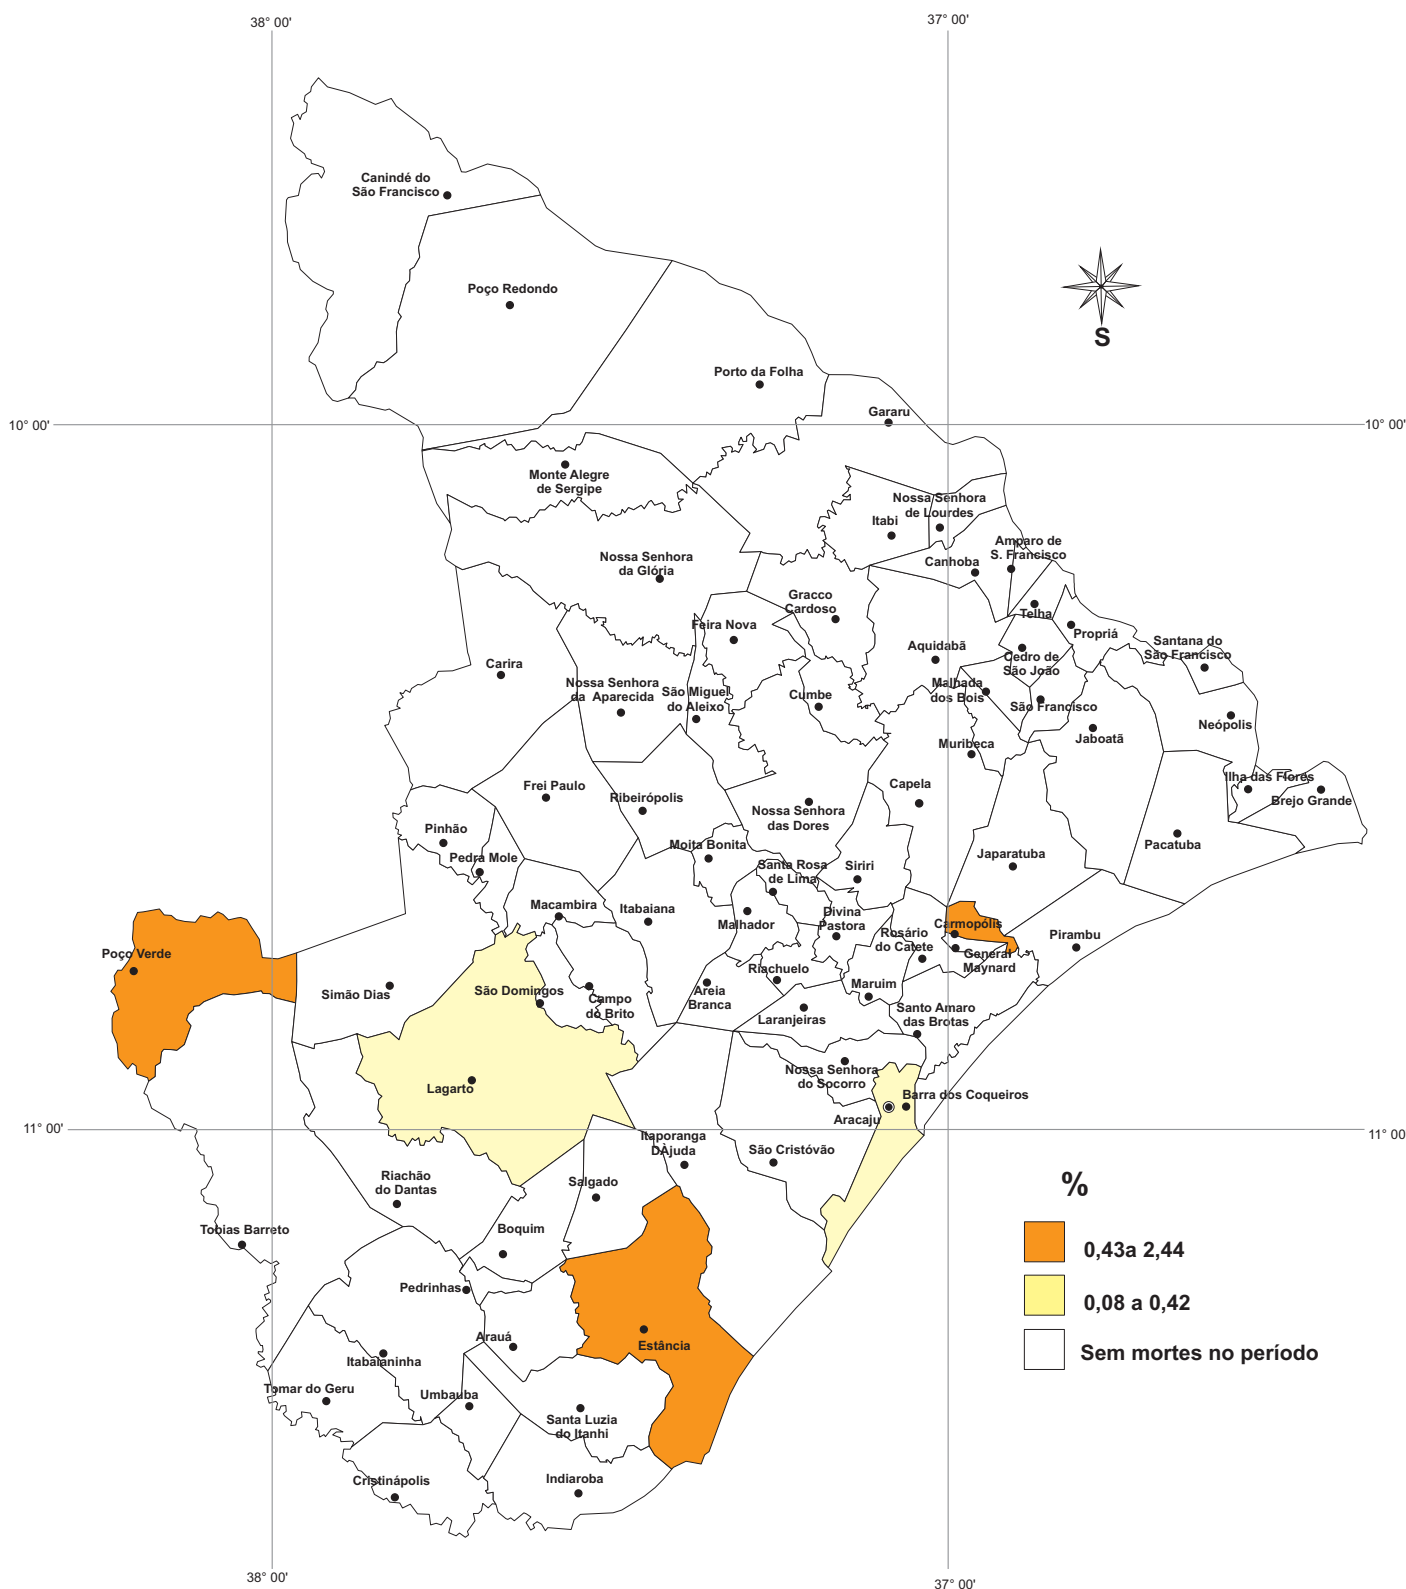 38° 00'
37° 00'
Canindé do
São Francisco
Poço Redondo
S
Porto da Folha
Gararu
10° 00'
10° 00'
Monte Alegre
de Sergipe
Nossa Senhora
de Lourdes
Itabi
Amparo de
S. Francisco
Nossa Senhora
da Glória
Canhoba
Gracco
Cardoso
Telha
Feira Nova
Propriá
Santana do
São Francisco
Aquidabã
Cedro de
São João
Carira
Nossa Senhora
da Aparecida
São Miguel
do Aleixo
Cumbe
Malhada
dos Bois
São Francisco
Neópolis
Jaboatã
Muribeca
Frei Paulo
Ribeirópolis
Capela
Ilha das Flores
Brejo Grande
Nossa Senhora
das Dores
Pinhão
Pedra Mole
Moita Bonita
Santa Rosa
de Lima
Siriri
Japaratuba
Pacatuba
Macambira
Itabaiana
Malhador
Divina
Pastora
Carmopólis
Rosário
do Catete
Pirambu
General
Maynard
Poço Verde
Simão Dias
São Domingos
Campo
do Brito
Areia
Branca
Riachuelo
Maruim
Laranjeiras
Santo Amaro
das Brotas
Lagarto
Nossa Senhora
do Socorro
Barra dos Coqueiros
Aracaju
11° 00'
11° 00
Itaporanga
DÀjuda
São Cristóvão
Riachão
do Dantas
Salgado
Tobias Barreto
Boquim
Pedrinhas
Arauá
Estância
Itabaianinha
Tomar do Geru
Umbauba
Santa Luzia
do Itanhi
Cristinápolis
Indiaroba
%
0,43a 2,44
0,08 a 0,42
Sem mortes no período
38° 00'
37° 00'